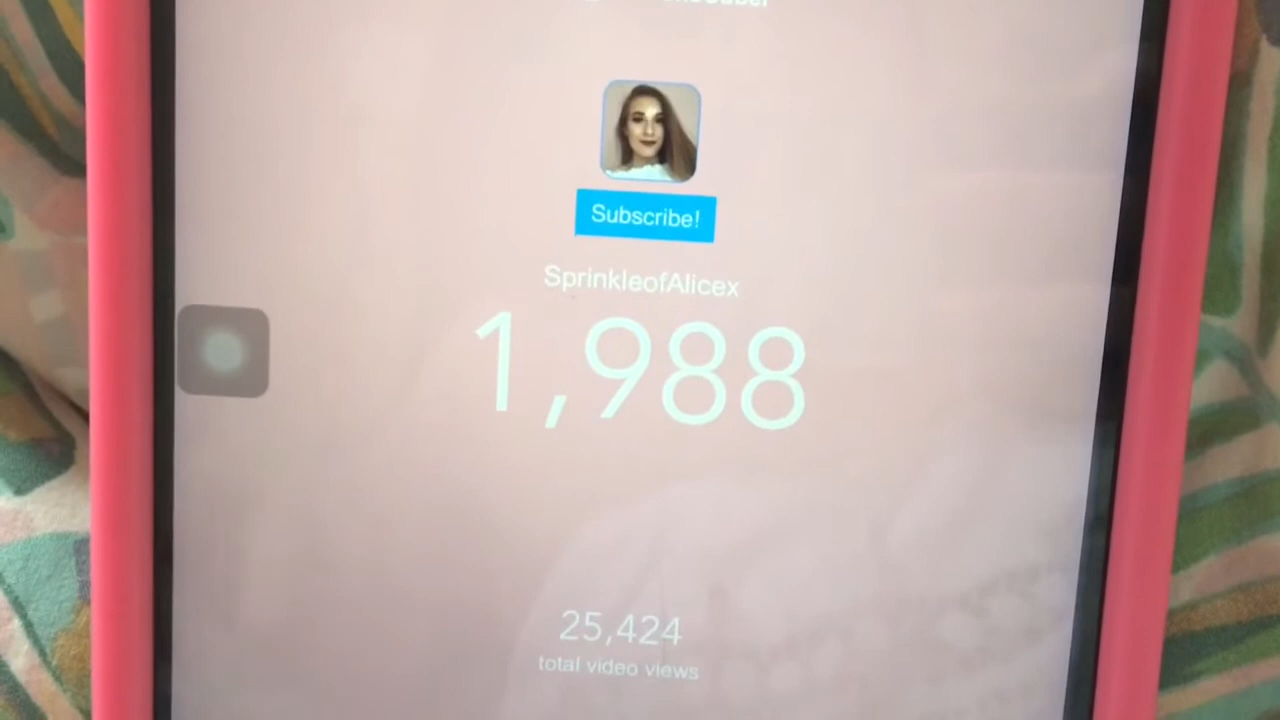 Subscribe!
SprinkleofAlicex
1,988
25,424
total video views